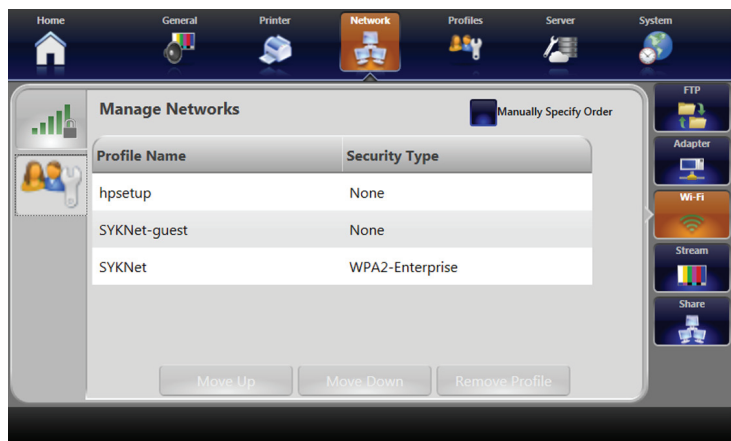 Home General Printer Network Profiles Server System
Manage Networks
Manually Specify Order
Profile Name Security Type
hpsetup None
SYKNet-guest None
SYKNet WPA2-Enterprise
Move Up Move Down Remove Profile
FTP
Adapter
Wi-Fi
Stream
Share